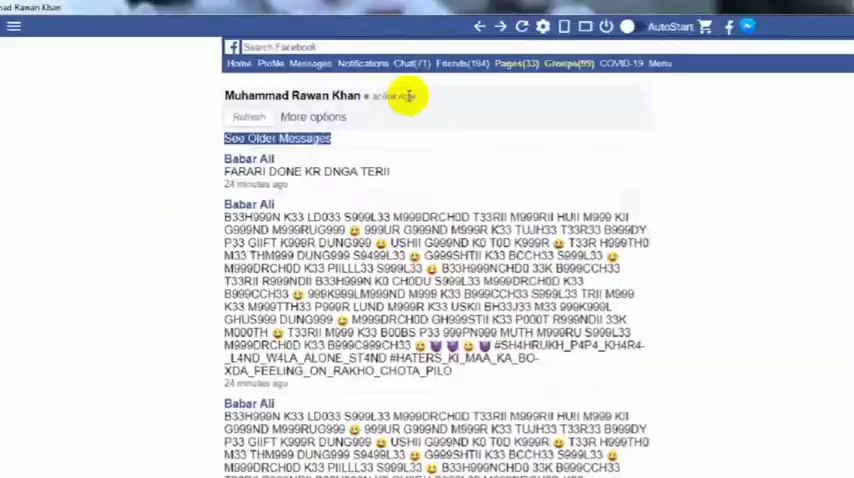 ad Rawan Khan
AutoStart
Search Facebook
Home Profile Messages Notifications Chat(71) Friends(194) Pages(33) Groups(99) COVID-19 Menu
Muhammad Rawan Khan active now
Refresh More options
See Older Messages
Babar Ali
FARARI DONE KR DNGA TERII
24 minutes ago
Babar Ali
B33H999N K33 LD033 S999L33 M999DRCH0D T33RII M999RII HUII M999 KII
G999ND M999RUG999 😀 999UR G999ND M999R K33 TUJH33 T33R33 B999DY
P33 GIIFT K999R DUNG999 😀 USHII G999ND K0 T0D K999R 😀 T33R H999TH0
M33 THM999 DUNG999 S9499L33 😀 G999SHTII K33 BCCH33 S999L33 😀
M999DRCH0D K33 PIILLL33 S999L33 😀 B33H999NCHD0 33K B999CCH33
T33RII R999NDII B33H999N K0 CH0DU S999L33 M999DRCH0D K33
B999CCH33 😀 999K999LM999ND M999 K33 B999CCH33 S999L33 TRII M999
K33 M999TTH33 P999R LUND M999R K33 USKII BH33J33 M33 999K999L
GHUS999 DUNG999 😀 M999DRCH0D GH999STII K33 P000T R999NDII 33K
M000TH 😀 T33RII M999 K33 B00BS P33 999PN999 MUTH M999RU S999L33
M999DRCH0D K33 B999C999CH33 😀 😈 😈 😀 😈 #SH4HRUKH_P4P4_KH4R4-
_L4ND_W4LA_ALONE_ST4ND #HATERS_KI_MAA_KA_BO-
XDA_FEELING_ON_RAKHO_CHOTA_PILO
24 minutes ago
Babar Ali
B33H999N K33 LD033 S999L33 M999DRCH0D T33RII M999RII HUII M999 KII
G999ND M999RUG999 😀 999UR G999ND M999R K33 TUJH33 T33R33 B999DY
P33 GIIFT K999R DUNG999 😀 USHII G999ND K0 T0D K999R 😀 T33R H999TH0
M33 THM999 DUNG999 S9499L33 😀 G999SHTII K33 BCCH33 S999L33 😀
M999DRCH0D K33 PIILLL33 S999L33 😀 B33H999NCHD0 33K B999CCH33